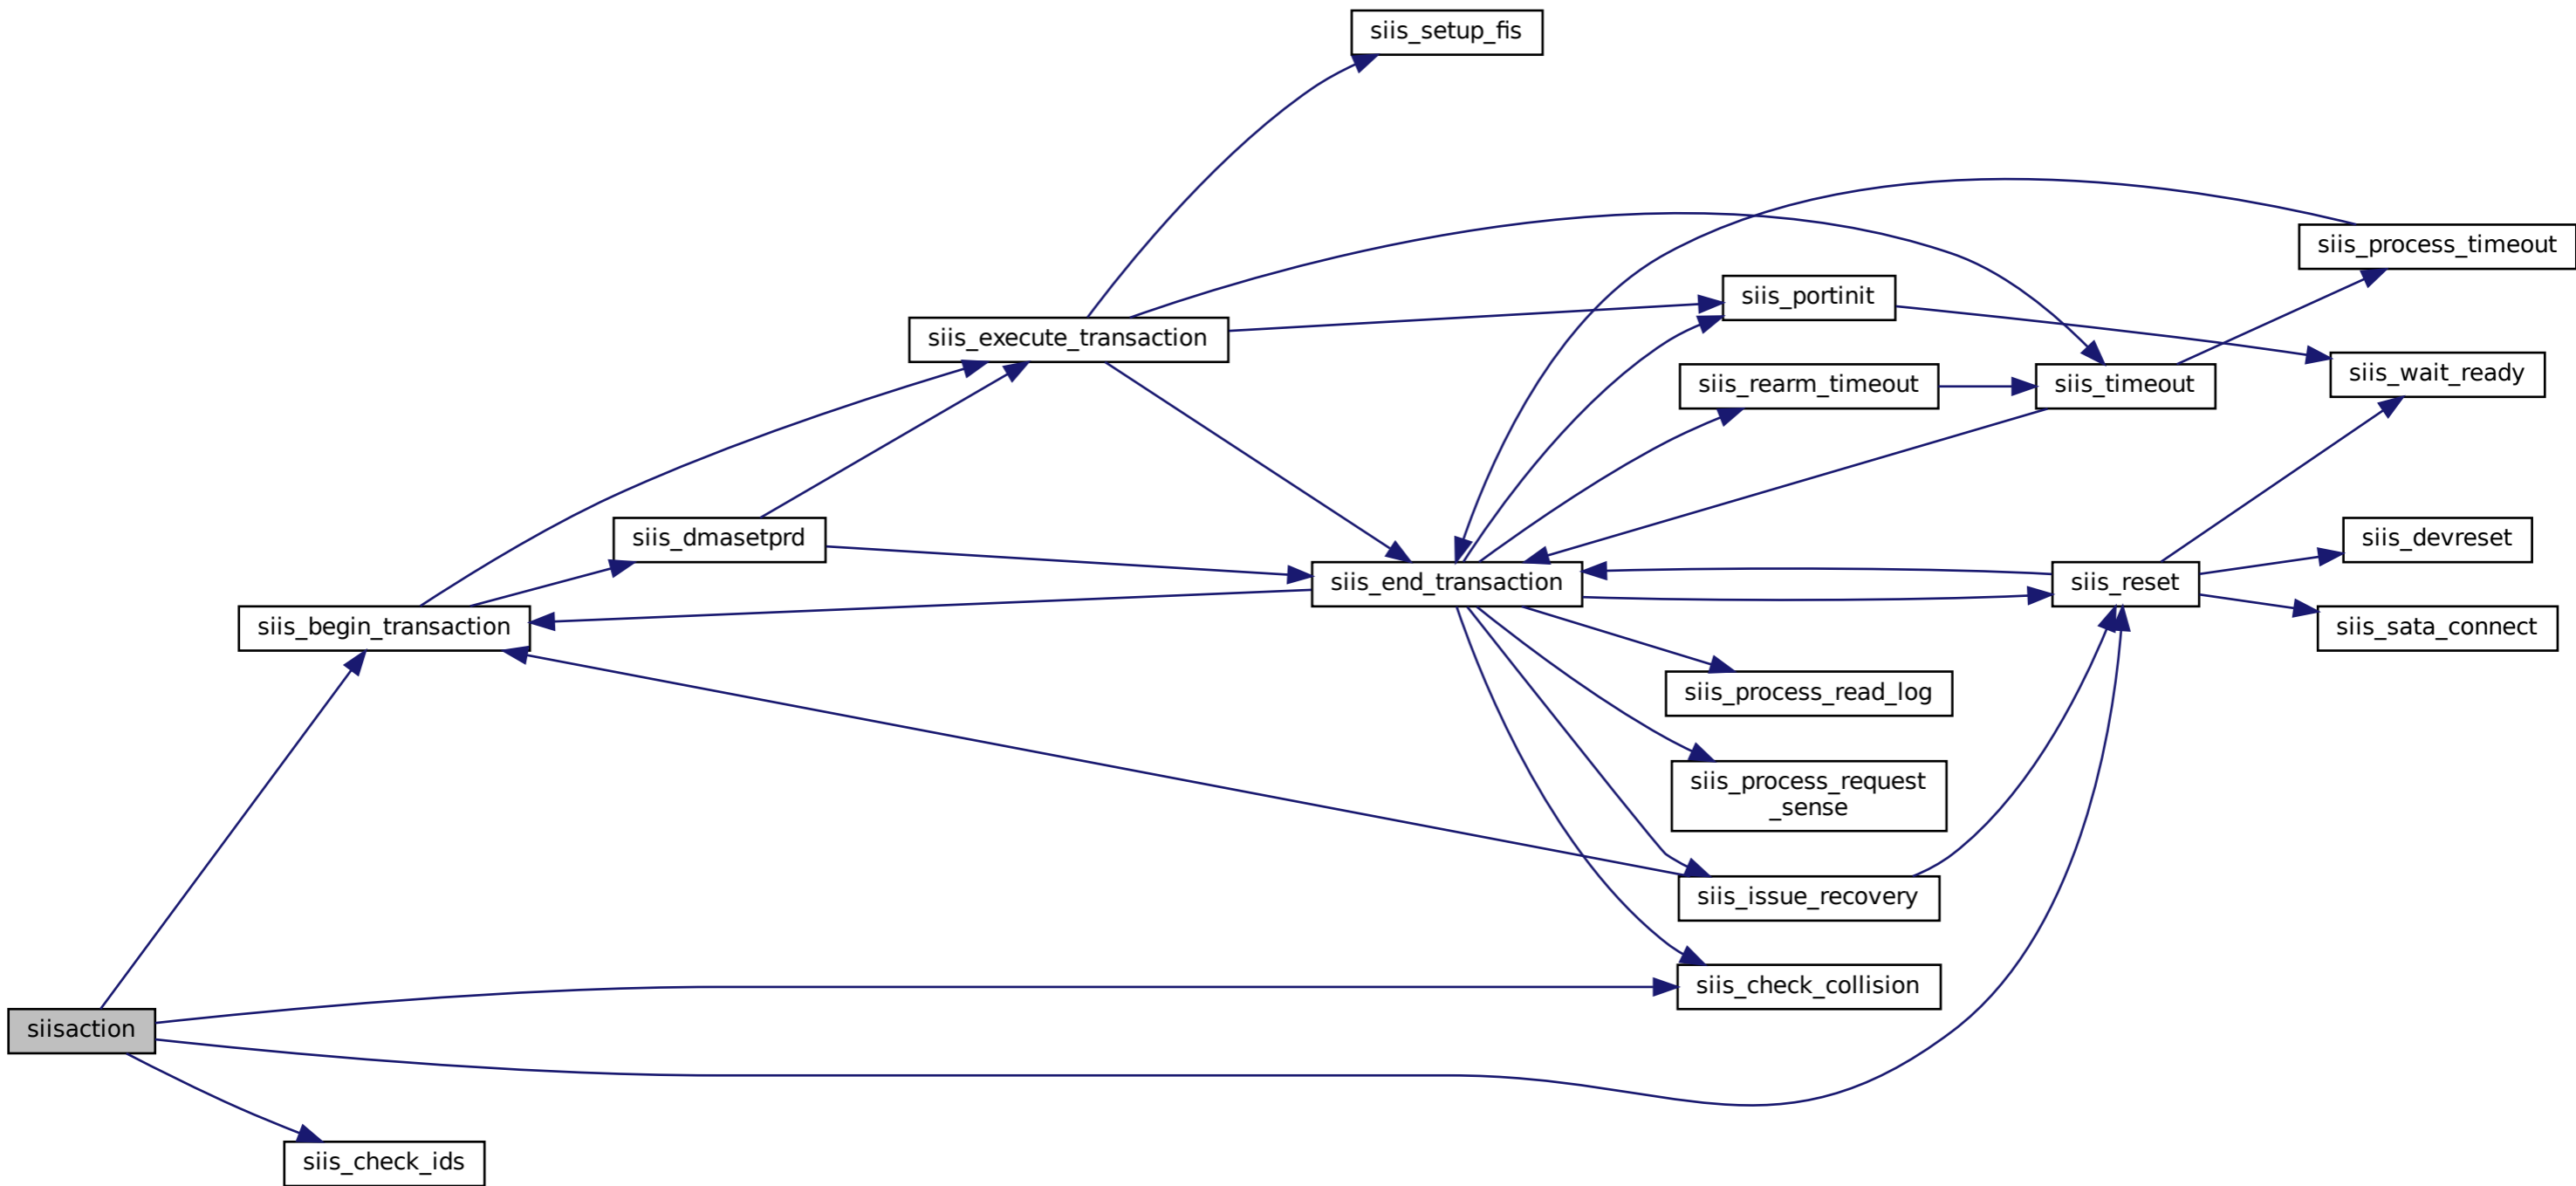 siis_setup_fis
siis_process_timeout
siis_portinit
siis_execute_transaction
siis_wait_ready
siis_rearm_timeout
siis_timeout
siis_dmasetprd
siis_devreset
siis_end_transaction
siis_reset
siis_begin_transaction
siis_sata_connect
siis_process_read_log
siis_process_request
_sense
siis_issue_recovery
siis_check_collision
siisaction
siis_check_ids